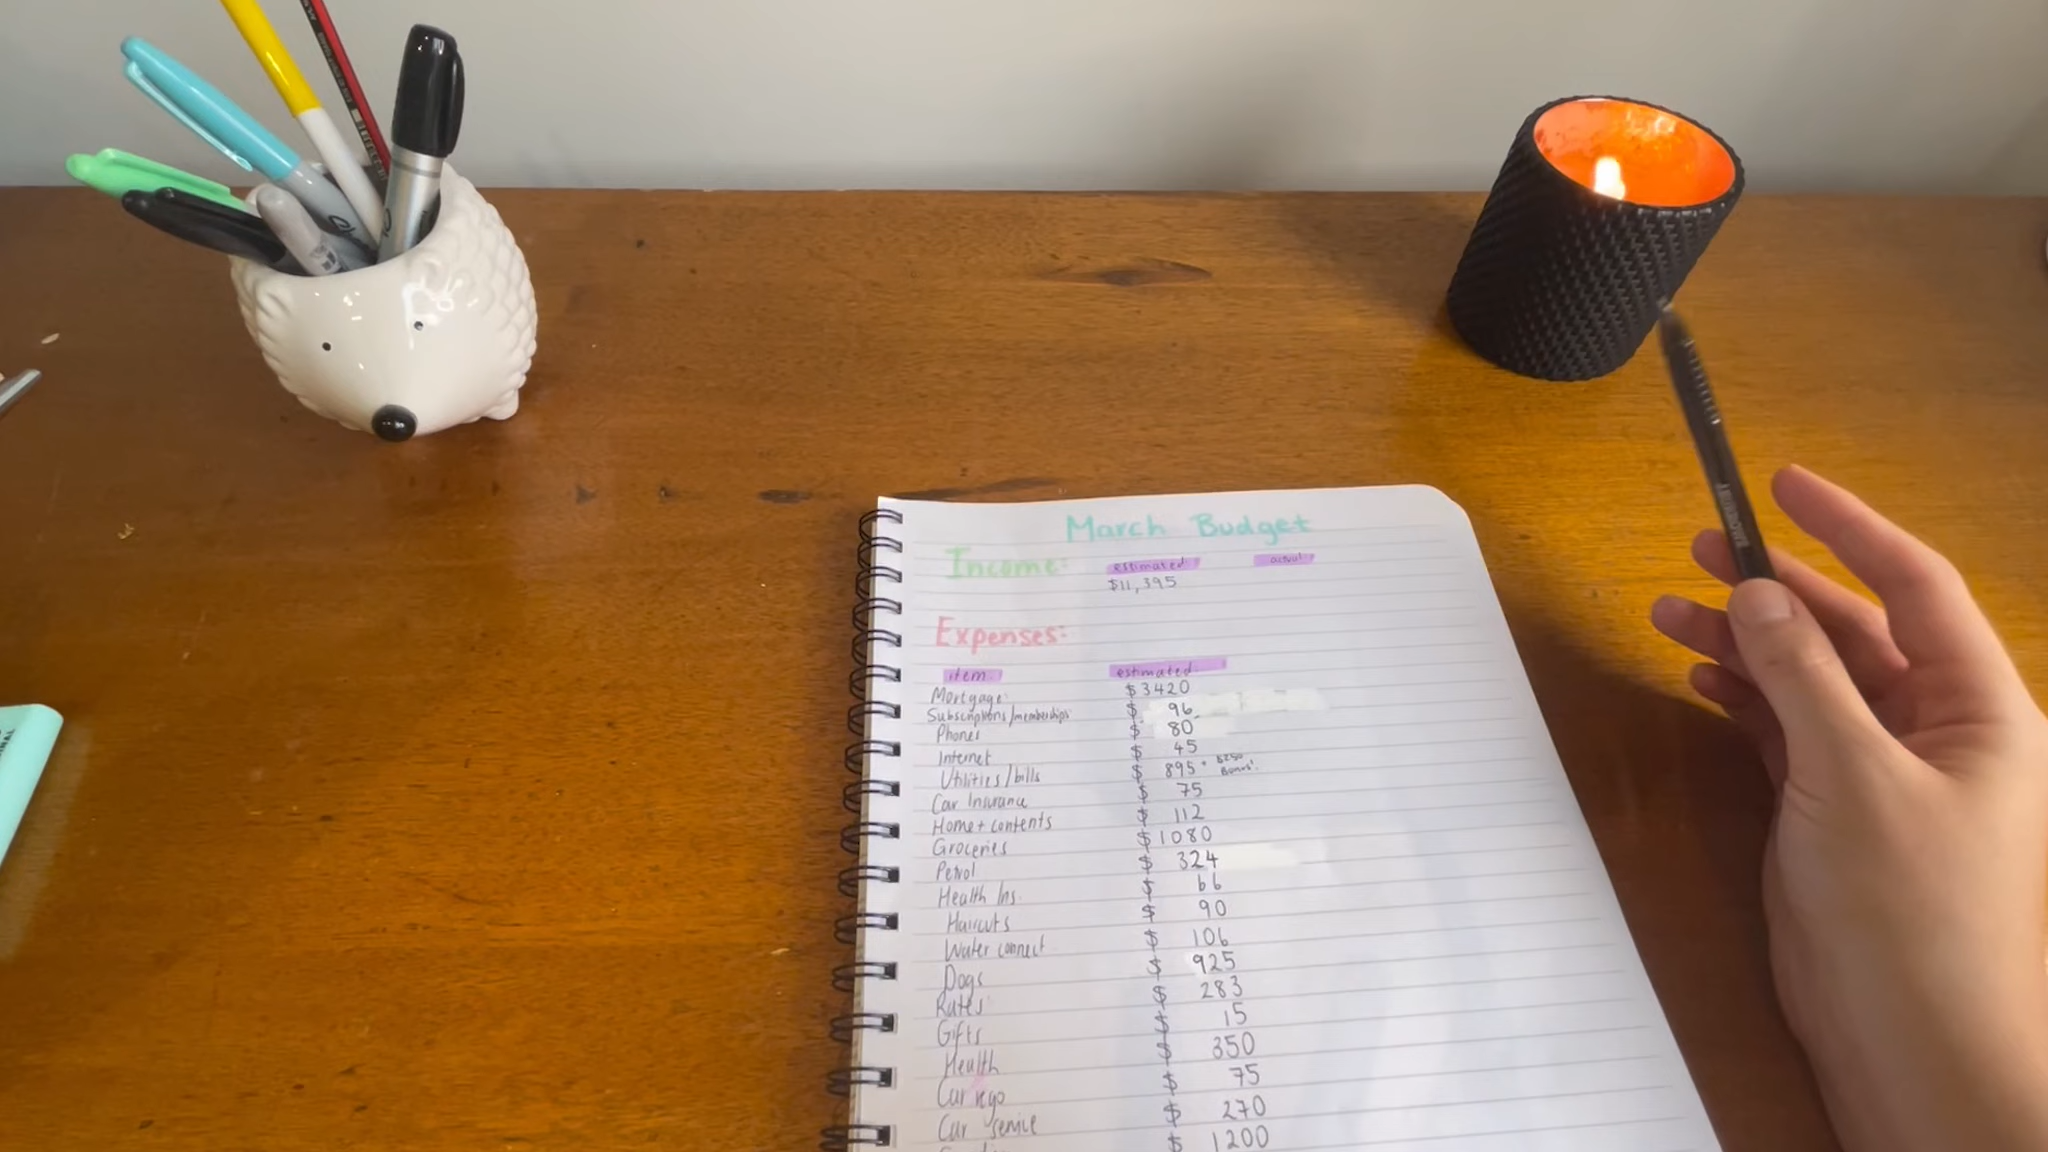 March Budget
Income: estimated actual
$11,395
Expenses:
item estimated
Mortgage: $3420
Subscriptions/memberships $ 96
Phones $ 80
Internet $ 45
Utilities/bills $ 895 * $250 Bonus!
Car Insurance $ 75
Home + contents $ 112
Groceries $1080
Petrol $ 324
Health Ins. $ 66
Haircuts $ 90
Water connect $ 106
Dogs $ 925
Rates $ 283
Gifts $ 15
Health $ 350
Car rego $ 75
Car service $ 270
$ 1200